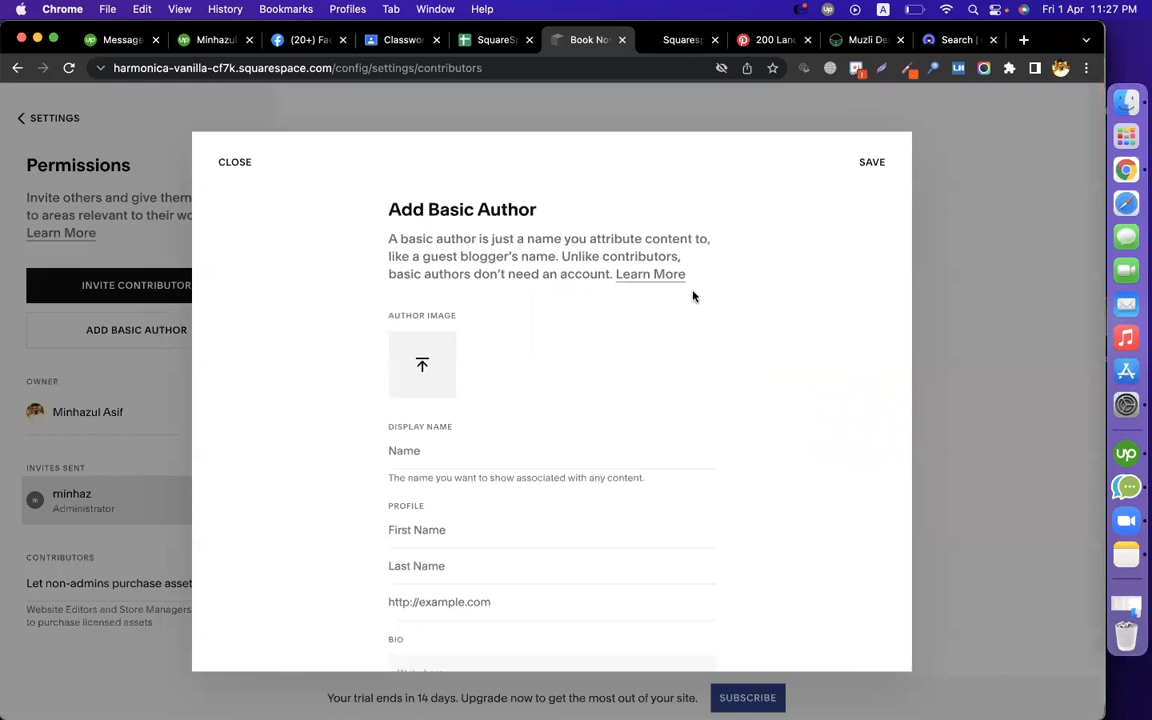 Chrome File Edit View History Bookmarks Profiles Tab Window Help
up A Fri 1 Apr 11:27 PM
Message Minhazul (20+) Fa Classwo SquareS Book No Squaresp 200 Lan Muzli De Search |
harmonica-vanilla-cf7k.squarespace.com/config/settings/contributors
LH
SETTINGS
CLOSE
SAVE
Permissions
Invite others and give them
to areas relevant to their wo
Learn More
INVITE CONTRIBUTOR
ADD BASIC AUTHOR
OWNER
Minhazul Asif
INVITES SENT
m
minhaz
Administrator
CONTRIBUTORS
Let non-admins purchase asset
Website Editors and Store Managers
to purchase licensed assets
Add Basic Author
A basic author is just a name you attribute content to,
like a guest blogger's name. Unlike contributors,
basic authors don't need an account. Learn More
AUTHOR IMAGE
DISPLAY NAME
Name
The name you want to show associated with any content.
PROFILE
First Name
Last Name
http://example.com
BIO
up
Your trial ends in 14 days. Upgrade now to get the most out of your site. SUBSCRIBE